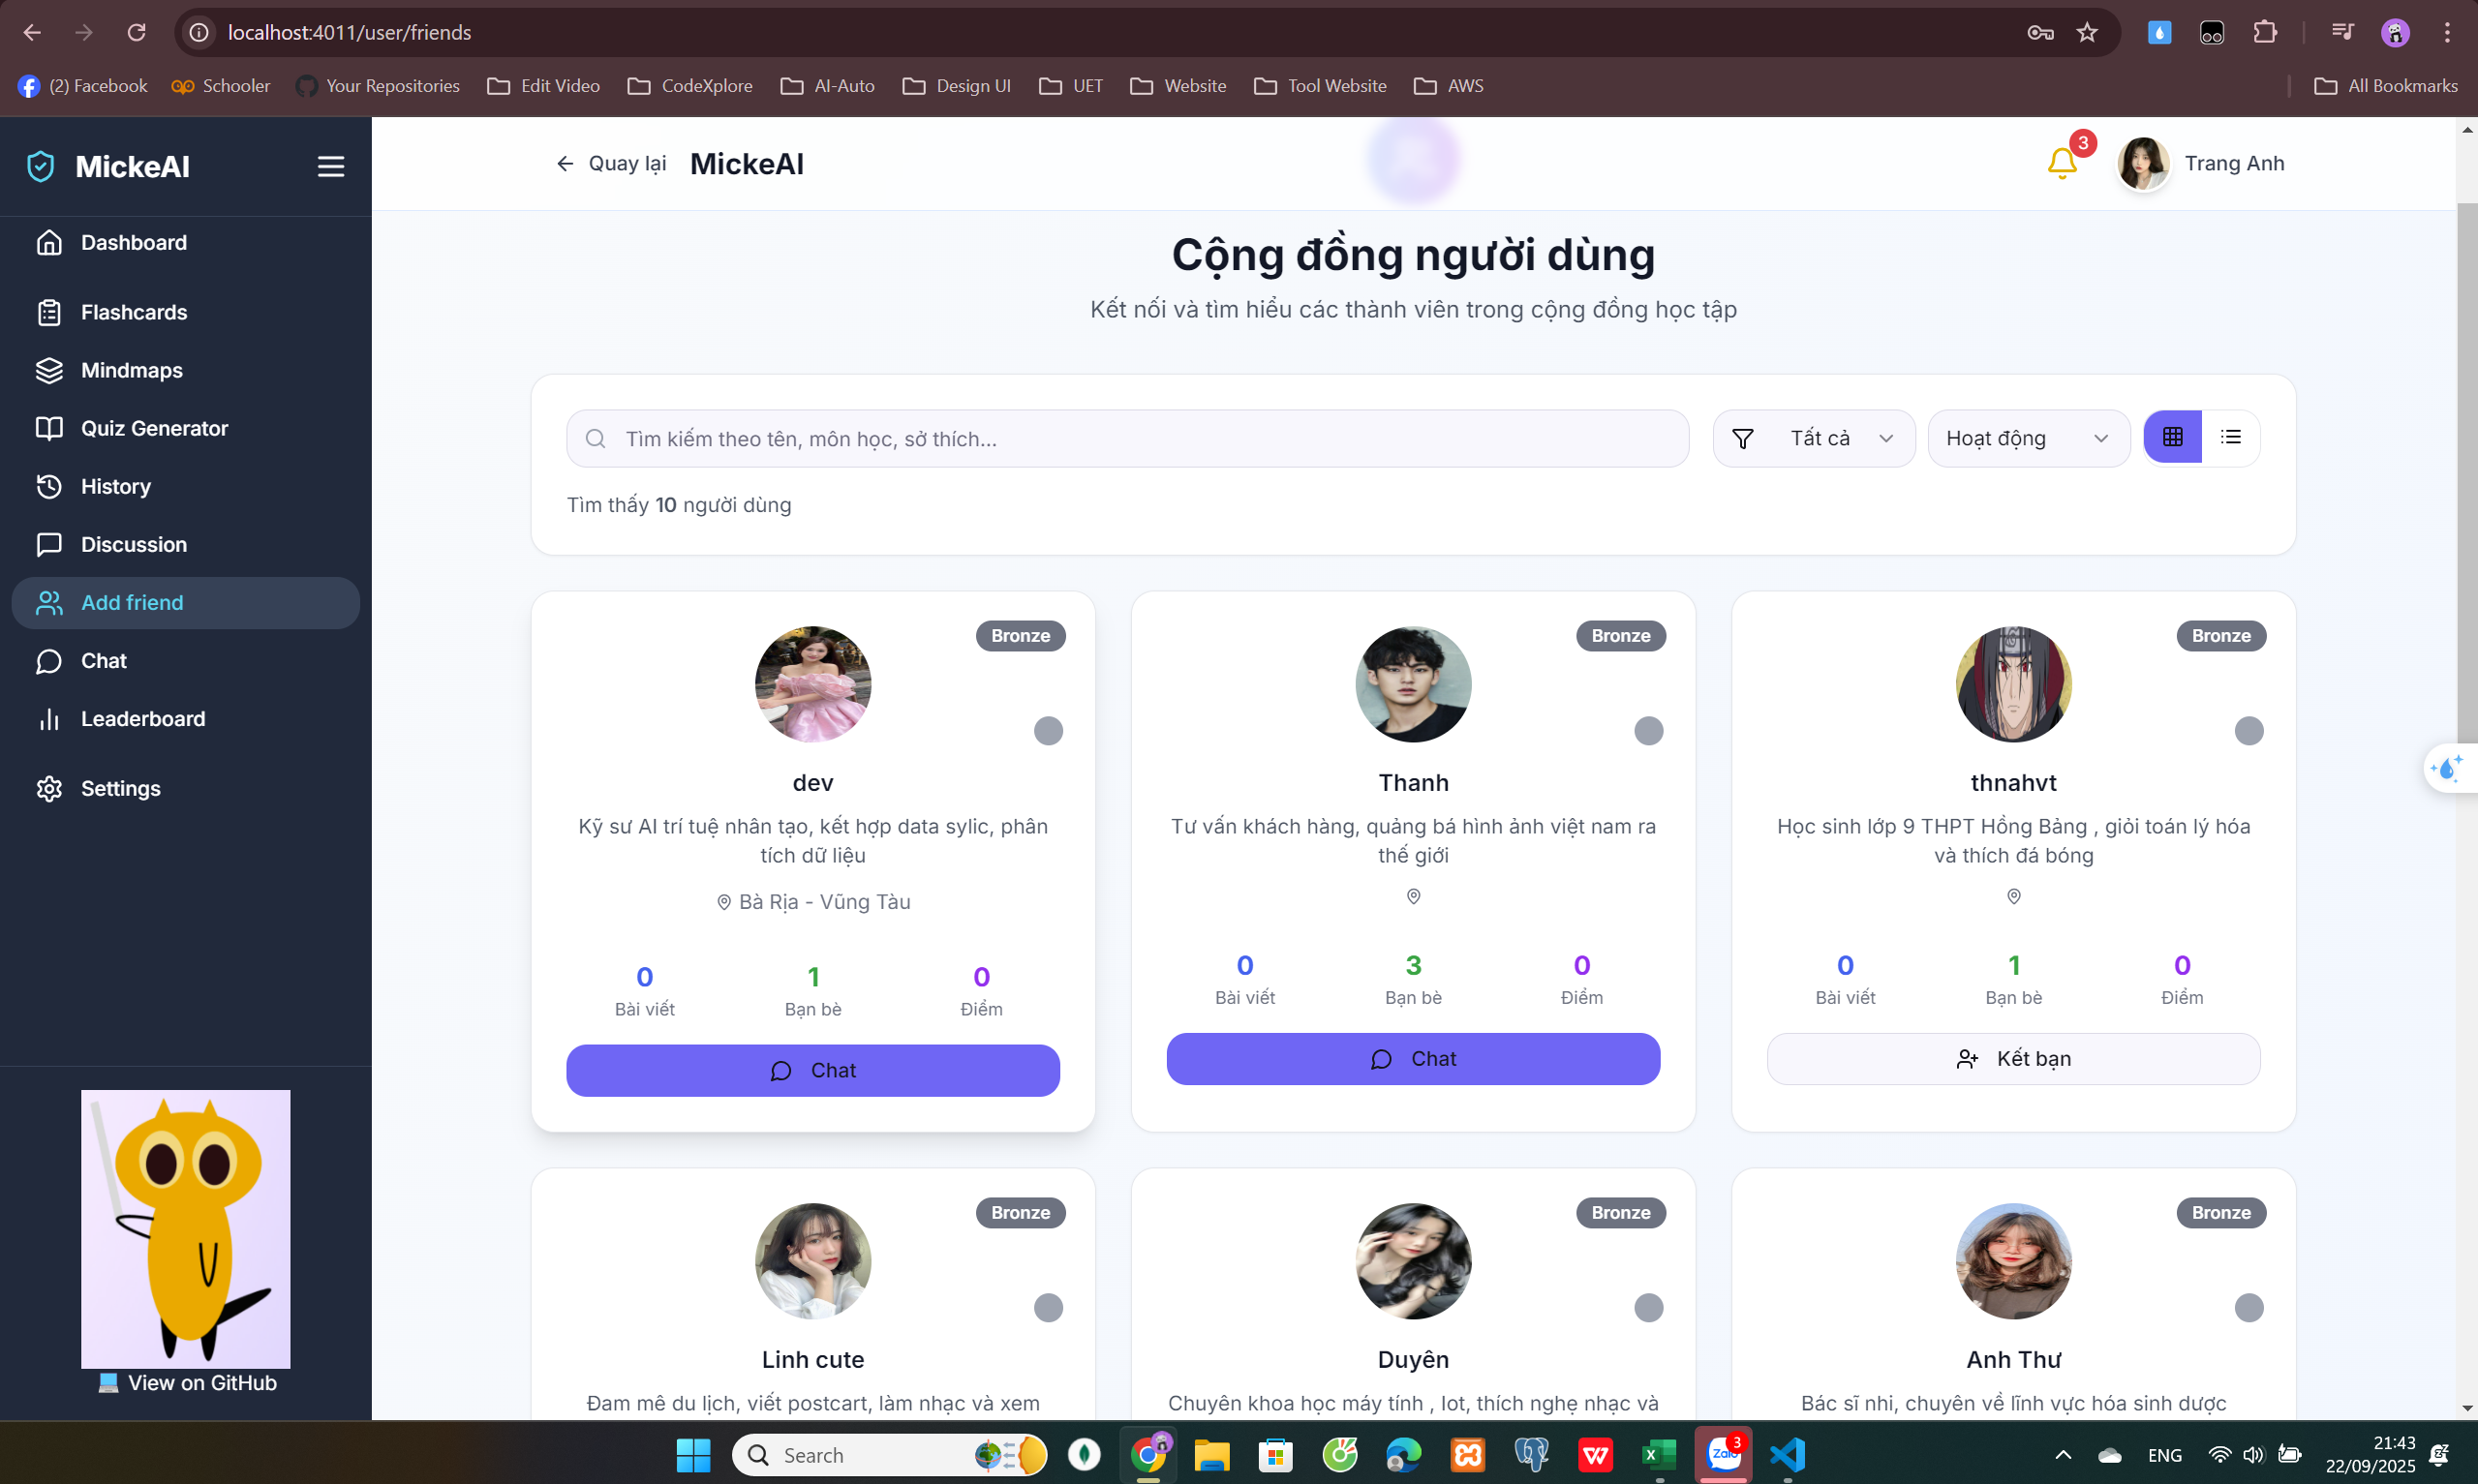 localhost:4011/user/friends
(2) Facebook
Schooler
Your Repositories
Edit Video
CodeXplore
AI-Auto
Design UI
UET
Website
Tool Website
AWS
All Bookmarks
MickeAI
Dashboard
Flashcards
Mindmaps
Quiz Generator
History
Discussion
Add friend
Chat
Leaderboard
Settings
View on GitHub
Quay lại
MickeAI
3
Trang Anh
Cộng đồng người dùng
Kết nối và tìm hiểu các thành viên trong cộng đồng học tập
Tìm kiếm theo tên, môn học, sở thích...
Tất cả
Hoạt động
Tìm thấy 10 người dùng
Bronze
dev
Kỹ sư AI trí tuệ nhân tạo, kết hợp data sylic, phân
tích dữ liệu
Bà Rịa - Vũng Tàu
0 1 0
Bài viết Bạn bè Điểm
Chat
Bronze
Thanh
Tư vấn khách hàng, quảng bá hình ảnh việt nam ra
thế giới
0 3 0
Bài viết Bạn bè Điểm
Chat
Bronze
thnahvt
Học sinh lớp 9 THPT Hồng Bảng , giỏi toán lý hóa
và thích đá bóng
0 1 0
Bài viết Bạn bè Điểm
Kết bạn
Bronze
Linh cute
Đam mê du lịch, viết postcart, làm nhạc và xem
Bronze
Duyên
Chuyên khoa học máy tính , Iot, thích nghe nhạc và
Bronze
Anh Thư
Bác sĩ nhi, chuyên về lĩnh vực hóa sinh dược
Search
Zalo
3
ENG
21:43
22/09/2025